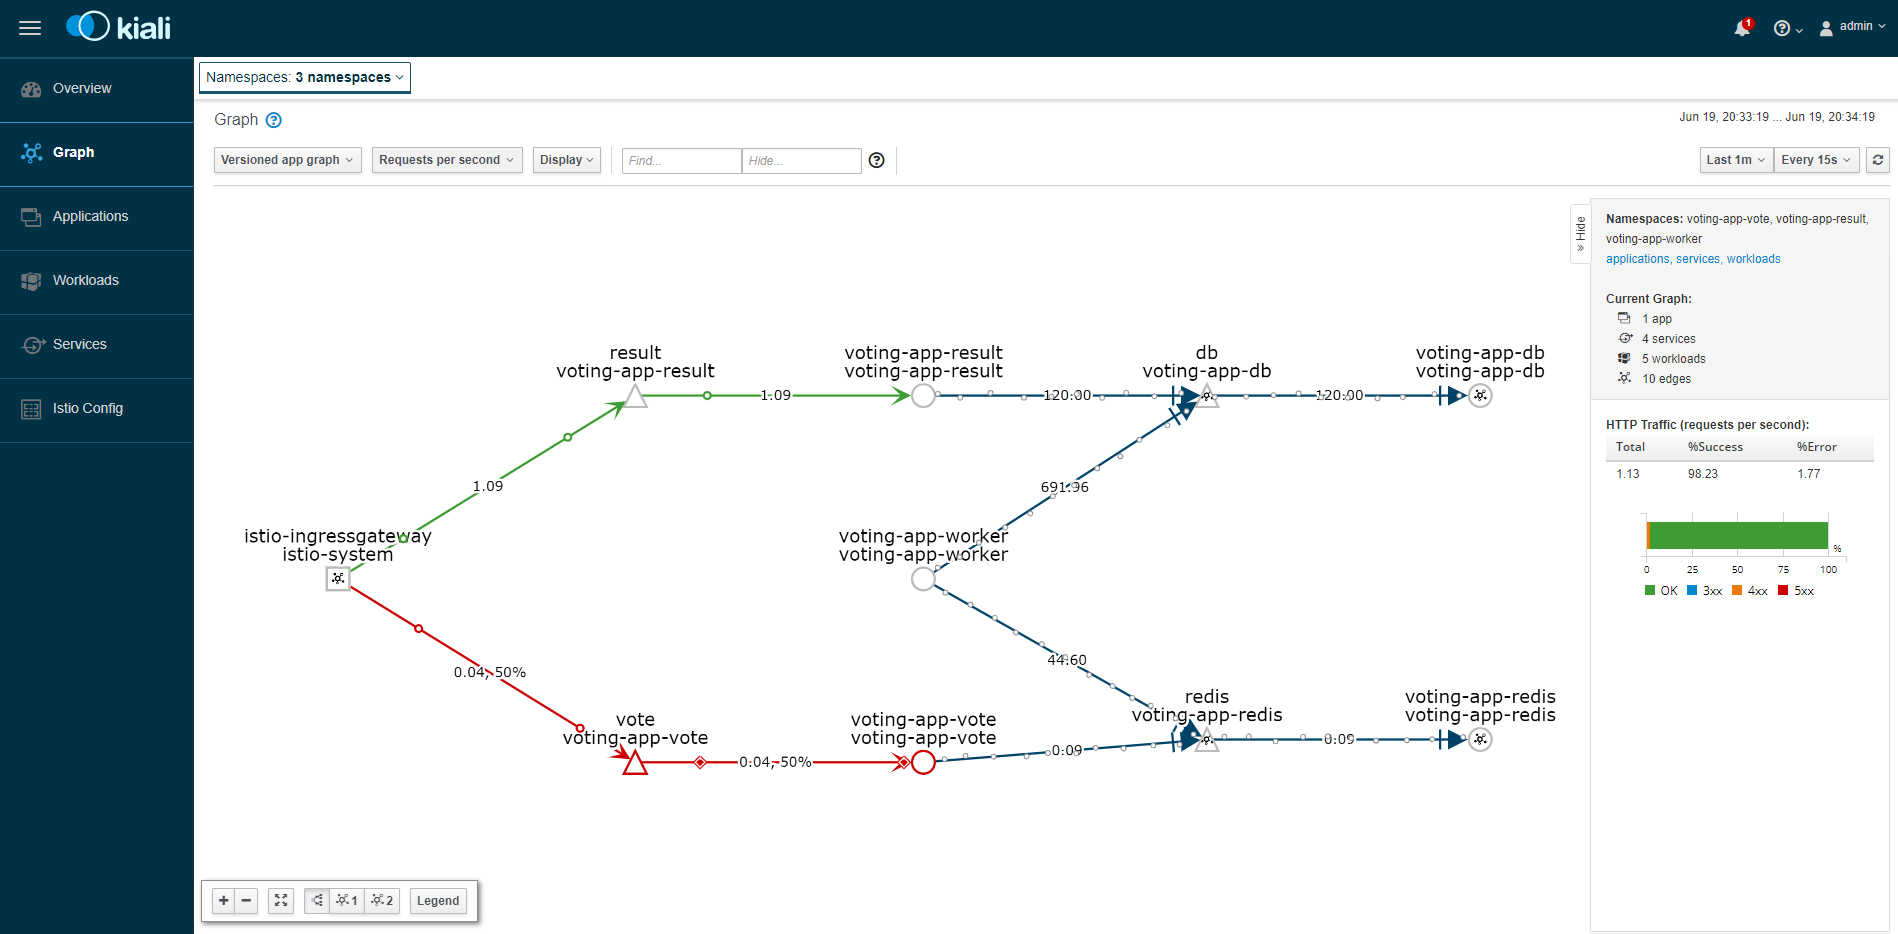 kiali
1
admin
Overview
Graph
Applications
Workloads
Services
Istio Config
Namespaces: 3 namespaces
Graph
Jun 19, 20:33:19 ... Jun 19, 20:34:19
Versioned app graph
Requests per second
Display
Find...
Hide...
Last 1m
Every 15s
result
voting-app-result
voting-app-result
voting-app-result
db
voting-app-db
voting-app-db
voting-app-db
1.09
120.00
120.00
1.09
691.96
istio-ingressgateway
istio-system
voting-app-worker
voting-app-worker
0.04, 50%
44.60
vote
voting-app-vote
voting-app-vote
voting-app-vote
redis
voting-app-redis
voting-app-redis
voting-app-redis
0.04, 50%
0.09
0.09
1
2
Legend
» Hide
Namespaces: voting-app-vote, voting-app-result,
voting-app-worker
applications, services, workloads
Current Graph:
1 app
4 services
5 workloads
10 edges
HTTP Traffic (requests per second):
Total %Success %Error
1.13 98.23 1.77
%
0 25 50 75 100
OK 3xx 4xx 5xx